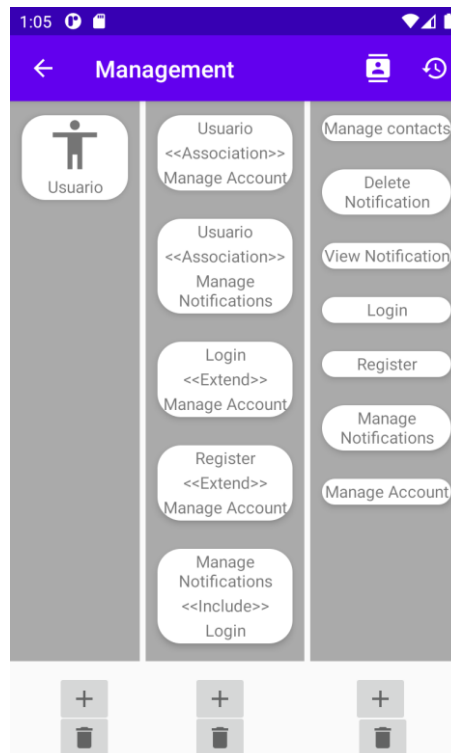 1:05
Management
Usuario
Usuario
<<Association>>
Manage Account
Usuario
<<Association>>
Manage
Notifications
Login
<<Extend>>
Manage Account
Register
<<Extend>>
Manage Account
Manage
Notifications
<<Include>>
Login
Manage contacts
Delete
Notification
View Notification
Login
Register
Manage
Notifications
Manage Account